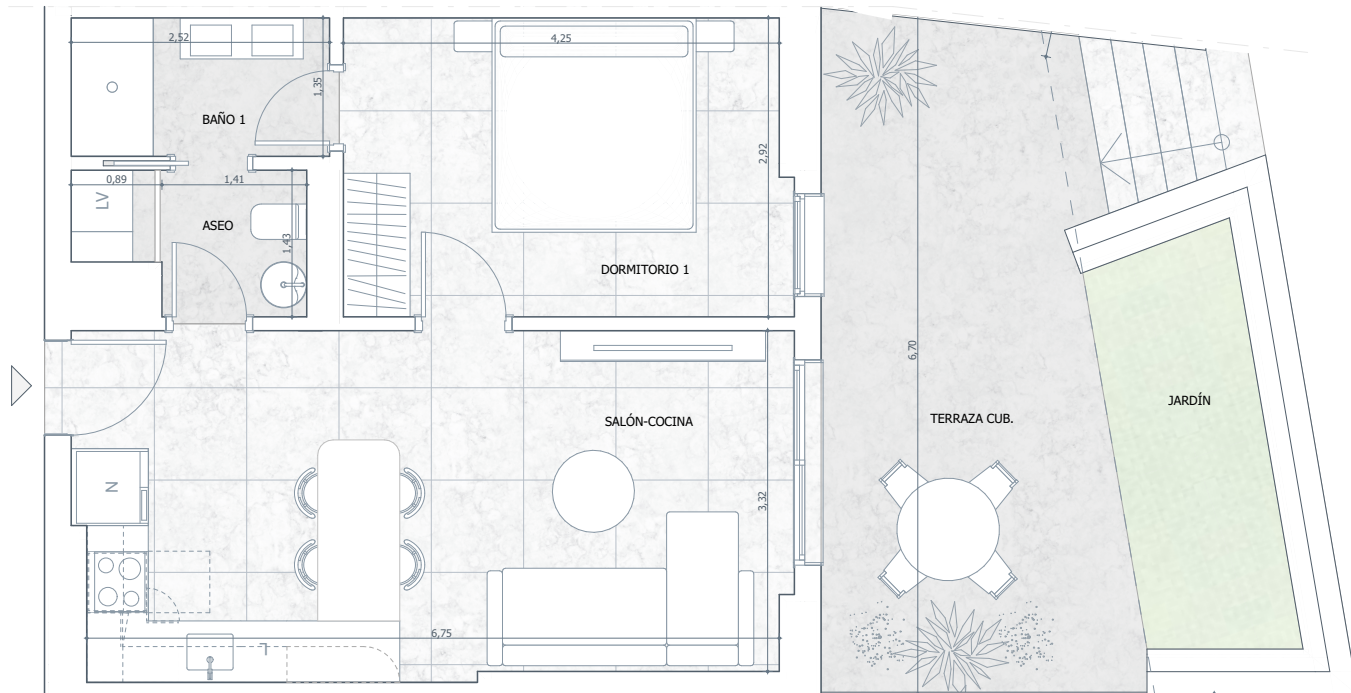 2,52
4,25
1,35
BAÑO 1
2,92
0,89
1,41
LV
ASEO
1,43
DORMITORIO 1
6,70
JARDÍN
SALÓN-COCINA
TERRAZA CUB.
N
3,32
6,75
L